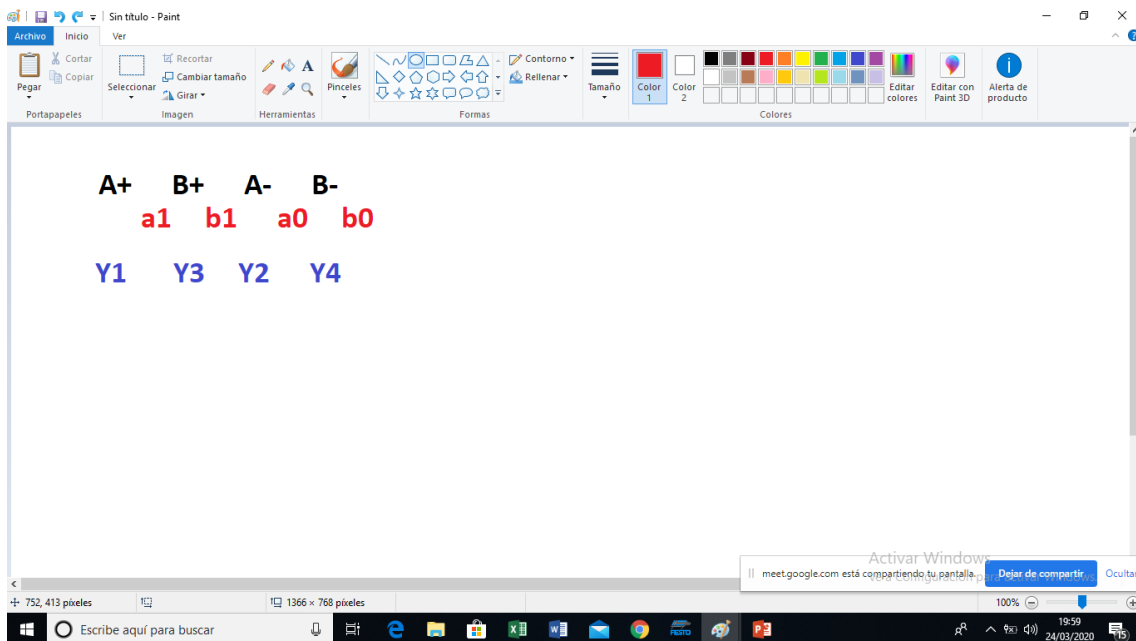 Sin título - Paint
Archivo Inicio Ver
Pegar
Cortar
Copiar
Portapapeles
Seleccionar
Recortar
Cambiar tamaño
Girar
Imagen
A
Herramientas
Pinceles
Contorno
Rellenar
Formas
Tamaño
Color 1
Color 2
Editar colores
Colores
Editar con Paint 3D
Alerta de producto
A+ B+ A- B-
a1 b1 a0 b0
Y1 Y3 Y2 Y4
Activar Windows
meet.google.com está compartiendo tu pantalla. Dejar de compartir Ocultar
752, 413 píxeles 1366 × 768 píxeles 100%
Escribe aquí para buscar FESTO 19:59
24/03/2020
15